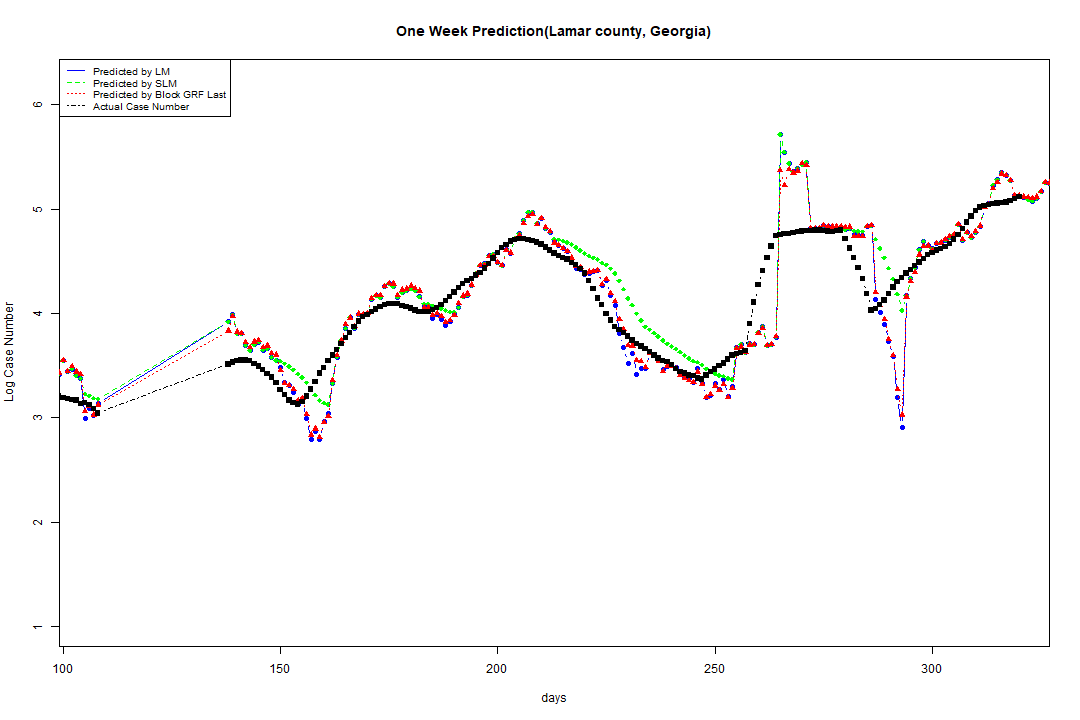 One Week Prediction(Lamar county, Georgia)
Predicted by LM
Predicted by SLM
Predicted by Block GRF Last
Actual Case Number
Log Case Number
6
5
4
3
2
1
100 150 200 250 300
days